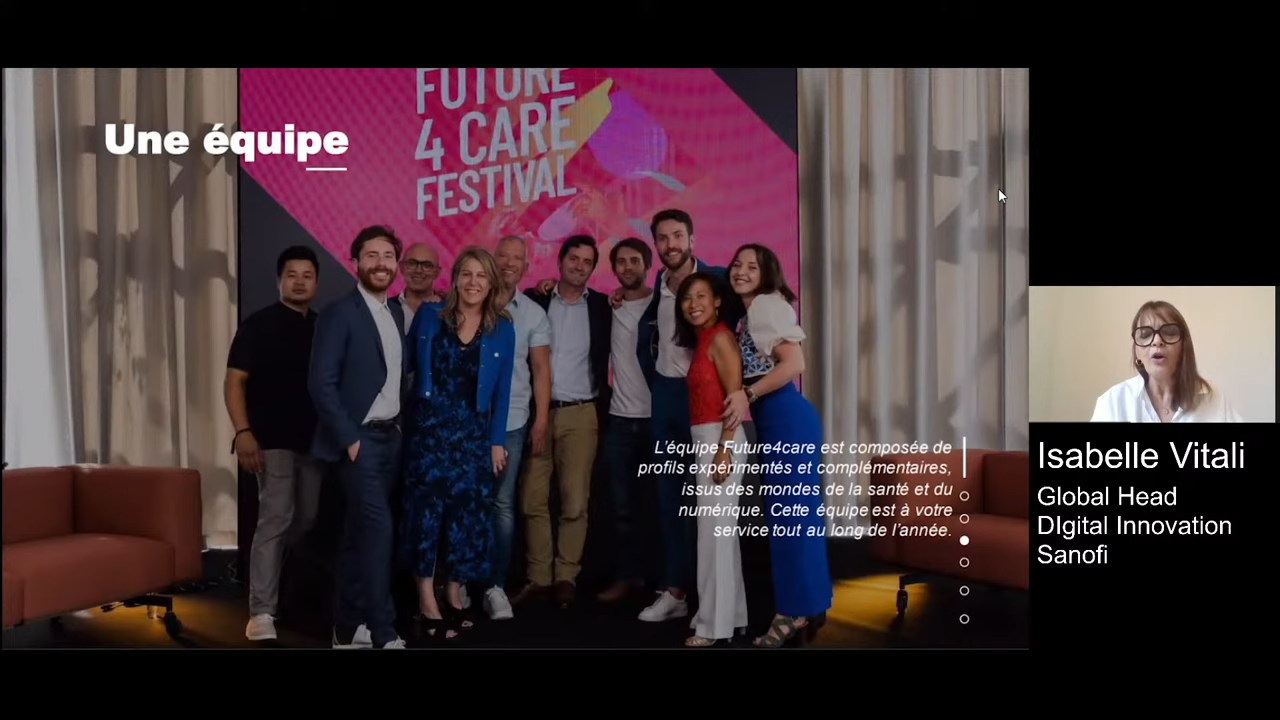 FUTURE
4 CARE
FESTIVAL
Une équipe
L'équipe Future4care est composée de
profils expérimentés et complémentaires,
issus des mondes de la santé et du
numérique. Cette équipe est à votre
service tout au long de l'année.
Isabelle Vitali
Global Head
DIgital Innovation
Sanofi